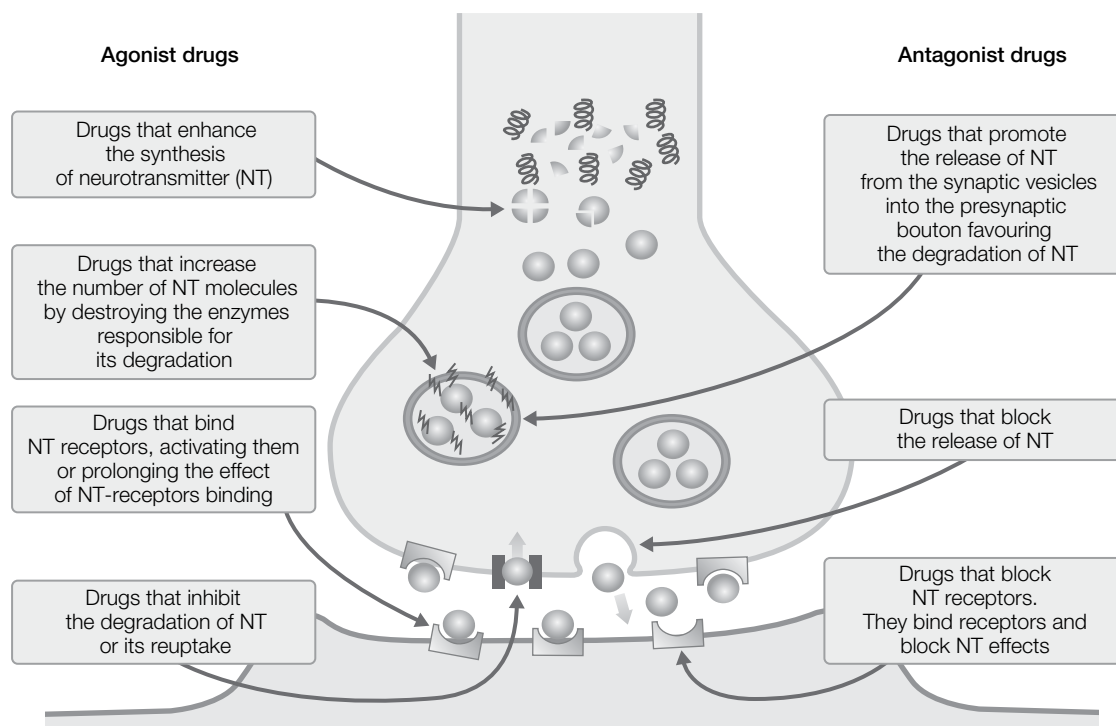 Agonist drugs
Drugs that enhance
the synthesis
of neurotransmitter (NT)
Drugs that increase
the number of NT molecules
by destroying the enzymes
responsible for
its degradation
Drugs that bind
NT receptors, activating them
or prolonging the effect
of NT-receptors binding
Drugs that inhibit
the degradation of NT
or its reuptake
Antagonist drugs
Drugs that promote
the release of NT
from the synaptic vesicles
into the presynaptic
bouton favouring
the degradation of NT
Drugs that block
the release of NT
Drugs that block
NT receptors.
They bind receptors and
block NT effects